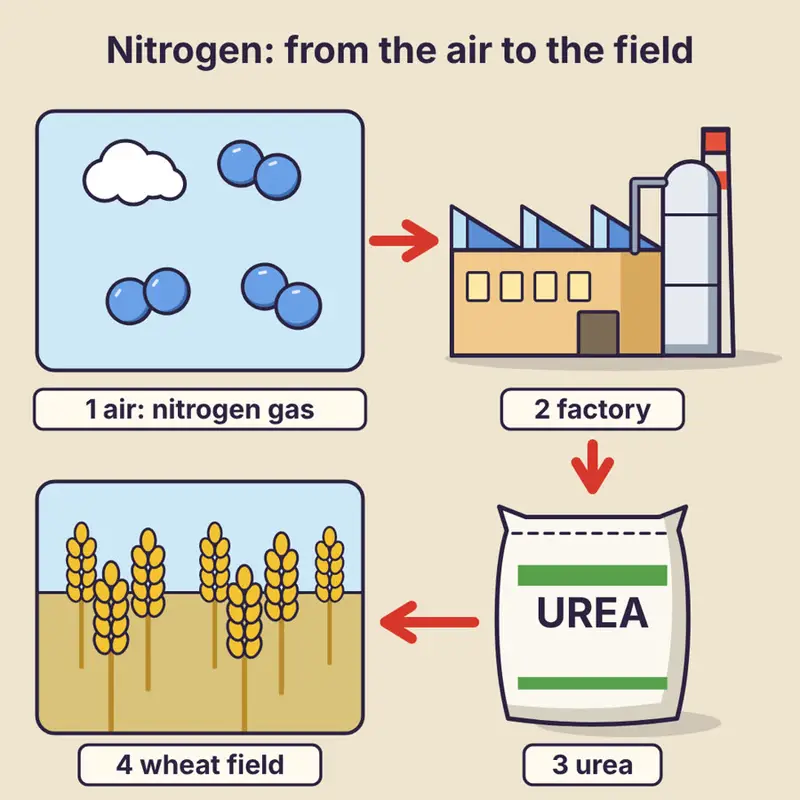 Nitrogen: from the air to the field
1 air: nitrogen gas
2 factory
UREA
3 urea
4 wheat field